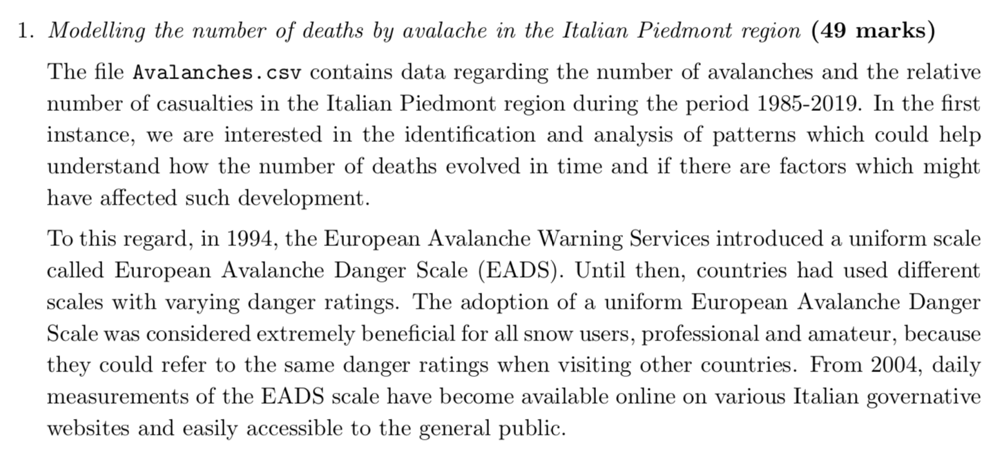 1. Modelling the number of deaths by avalache in the Italian Piedmont region (49 marks)
The file Avalanches.csv contains data regarding the number of avalanches and the relative
number of casualties in the Italian Piedmont region during the period 1985-2019. In the first
instance, we are interested in the identification and analysis of patterns which could help
understand how the number of deaths evolved in time and if there are factors which might
have affected such development.
To this regard, in 1994, the European Avalanche Warning Services introduced a uniform scale
called European Avalanche Danger Scale (EADS). Until then, countries had used different
scales with varying danger ratings. The adoption of a uniform European Avalanche Danger
Scale was considered extremely beneficial for all snow users, professional and amateur, because
they could refer to the same danger ratings when visiting other countries. From 2004, daily
measurements of the EADS scale have become available online on various Italian governative
websites and easily accessible to the general public.